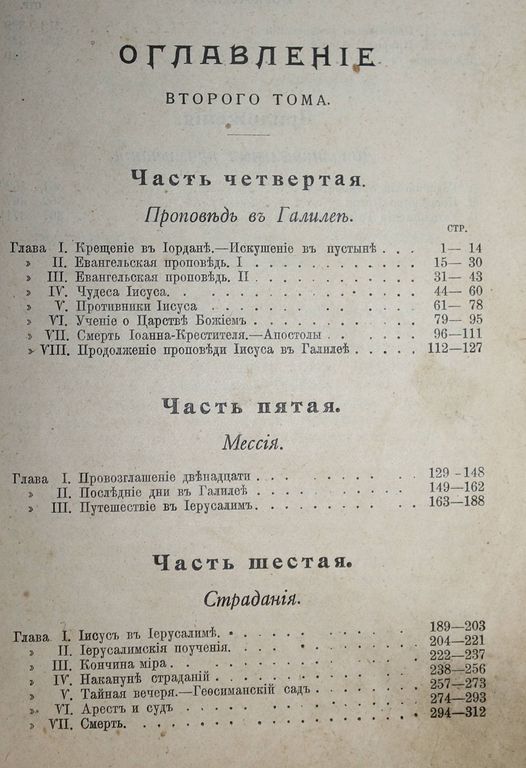 ОГЛАВЛЕНІЕ
ВТОРОГО ТОМА.
Часть четвертая.
Проповѣдь въ Галилеѣ.
СТР.
Глава I. Крещеніе въ Іорданѣ.—Искушеніе въ пустынѣ . . . 1— 14
» II. Евангельская проповѣдь. I . . . . . . . . . . . 15— 30
» III. Евангельская проповѣдь. II . . . . . . . . . . . 31— 43
» IV. Чудеса Іисуса. . . . . . . . . . . . . . . . 44— 60
» V. Противники Іисуса . . . . . . . . . . . . . 61— 78
» VI. Ученіе о Царствѣ Божіемъ . . . . . . . . . . . 79— 95
» VII. Смерть Іоанна-Крестителя.—Апостолы . . . . . . 96—111
» VIII. Продолженіе проповѣди Іисуса въ Галилеѣ . . . . . 112—127
Часть пятая.
Мессія.
Глава I. Провозглашеніе двѣнадцати . . . . . . . . . . . 129 -148
» II. Послѣдніе дни въ Галилеѣ . . . . . . . . . . . 149—162
» III. Путешествіе въ Іерусалимъ . . . . . . . . . . . 163—188
Часть шестая.
Страданія.
Глава I. Іисусъ въ Іерусалимѣ. . . . . . . . . . . . . 189—203
» II. Іерусалимскія поученія. . . . . . . . . . . . 204—221
» III. Кончина міра . . . . . . . . . . . . . . . 222—237
» IV. Наканунѣ страданій . . . . . . . . . . . . . 238—256
» V. Тайная вечеря.—Геѳсиманскій садъ . . . . . . . 257—273
» VI. Арестъ и судъ . . . . . . . . . . . . . . 274—293
» VII. Смерть. . . . . . . . . . . . . . . . . . 294—312